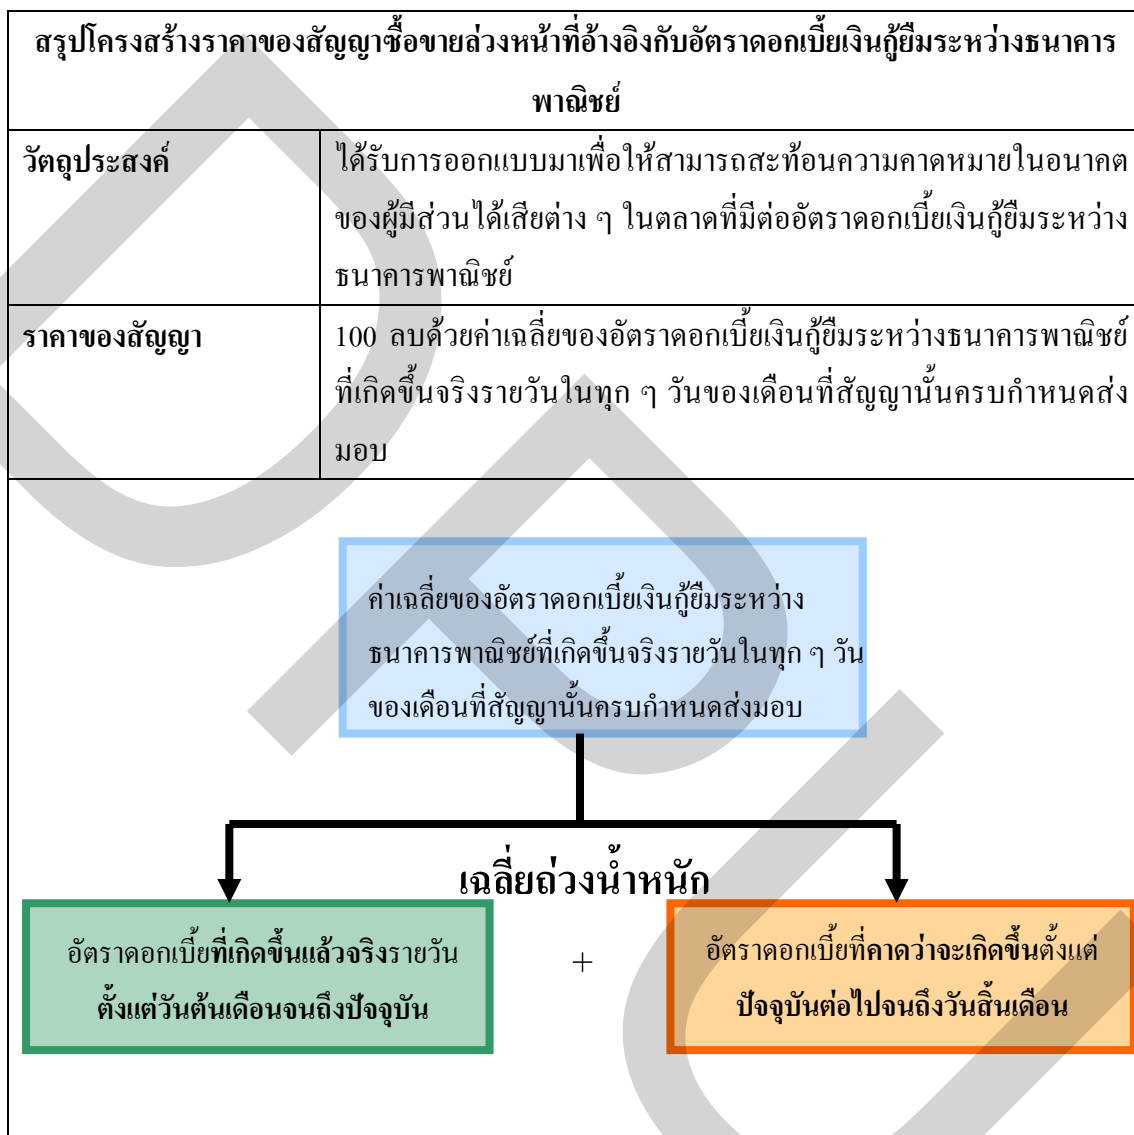 สรุปโครงสร้างราคาของสัญญาซื้อขายล่วงหน้าที่อ้างอิงกับอัตราดอกเบี้ยเงินกู้ยืมระหว่างธนาคาร
พาณิชย์
วัตถุประสงค์
ได้รับการออกแบบมาเพื่อให้สามารถสะท้อนความคาดหมายในอนาคต
ของผู้มีส่วนได้เสียต่าง ๆ ในตลาดที่มีต่ออัตราดอกเบี้ยเงินกู้ยืมระหว่าง
ธนาคารพาณิชย์
ราคาของสัญญา
100 ลบด้วยค่าเฉลี่ยของอัตราดอกเบี้ยเงินกู้ยืมระหว่างธนาคารพาณิชย์
ที่เกิดขึ้นจริงรายวันในทุก ๆ วันของเดือนที่สัญญานั้นครบกำหนดส่ง
มอบ
ค่าเฉลี่ยของอัตราดอกเบี้ยเงินกู้ยืมระหว่าง
ธนาคารพาณิชย์ที่เกิดขึ้นจริงรายวันในทุก ๆ วัน
ของเดือนที่สัญญานั้นครบกำหนดส่งมอบ
เฉลี่ยถ่วงน้ำหนัก
อัตราดอกเบี้ยที่เกิดขึ้นแล้วจริงรายวัน
ตั้งแต่วันต้นเดือนจนถึงปัจจุบัน
+
อัตราดอกเบี้ยที่คาดว่าจะเกิดขึ้นตั้งแต่
ปัจจุบันต่อไปจนถึงวันสิ้นเดือน
DPU